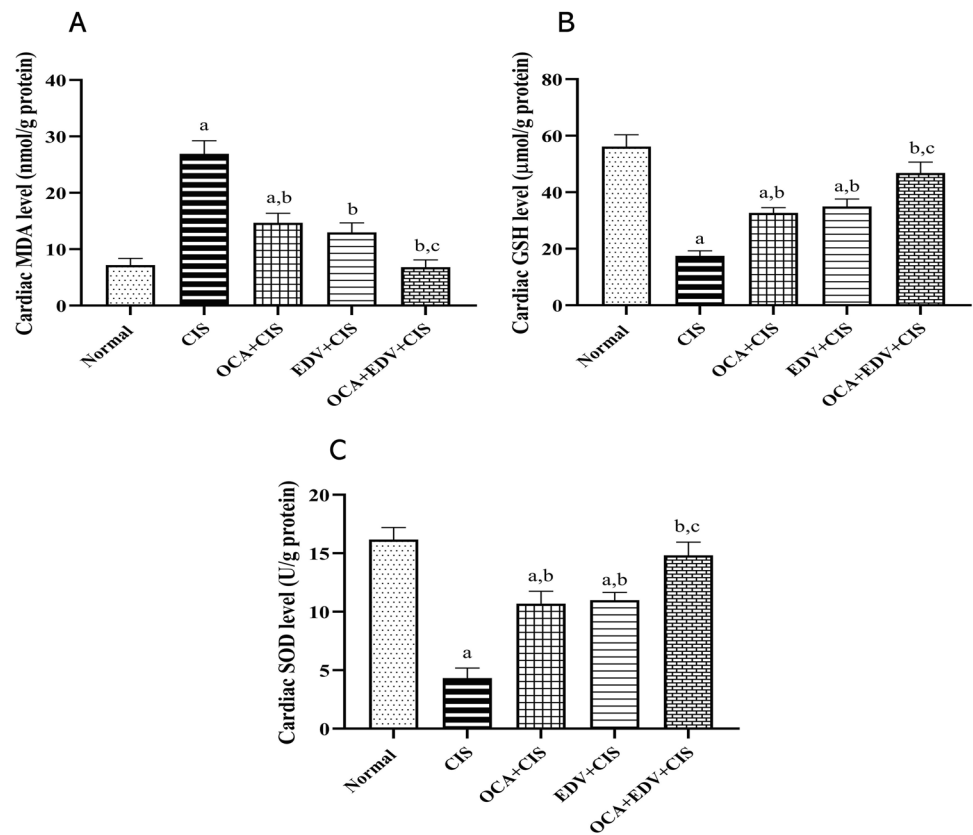 A
Cardiac MDA level (nmol/g protein)
40
30
20
10
0
a
a,b
b
b,c
Normal
CIS
OCA+CIS
EDV+CIS
OCA+EDV+CIS
B
Cardiac GSH level (μmol/g protein)
80
60
40
20
0
a
a,b
a,b
b,c
Normal
CIS
OCA+CIS
EDV+CIS
OCA+EDV+CIS
C
Cardiac SOD level (U/g protein)
20
15
10
5
0
a
a,b
a,b
b,c
Normal
CIS
OCA+CIS
EDV+CIS
OCA+EDV+CIS